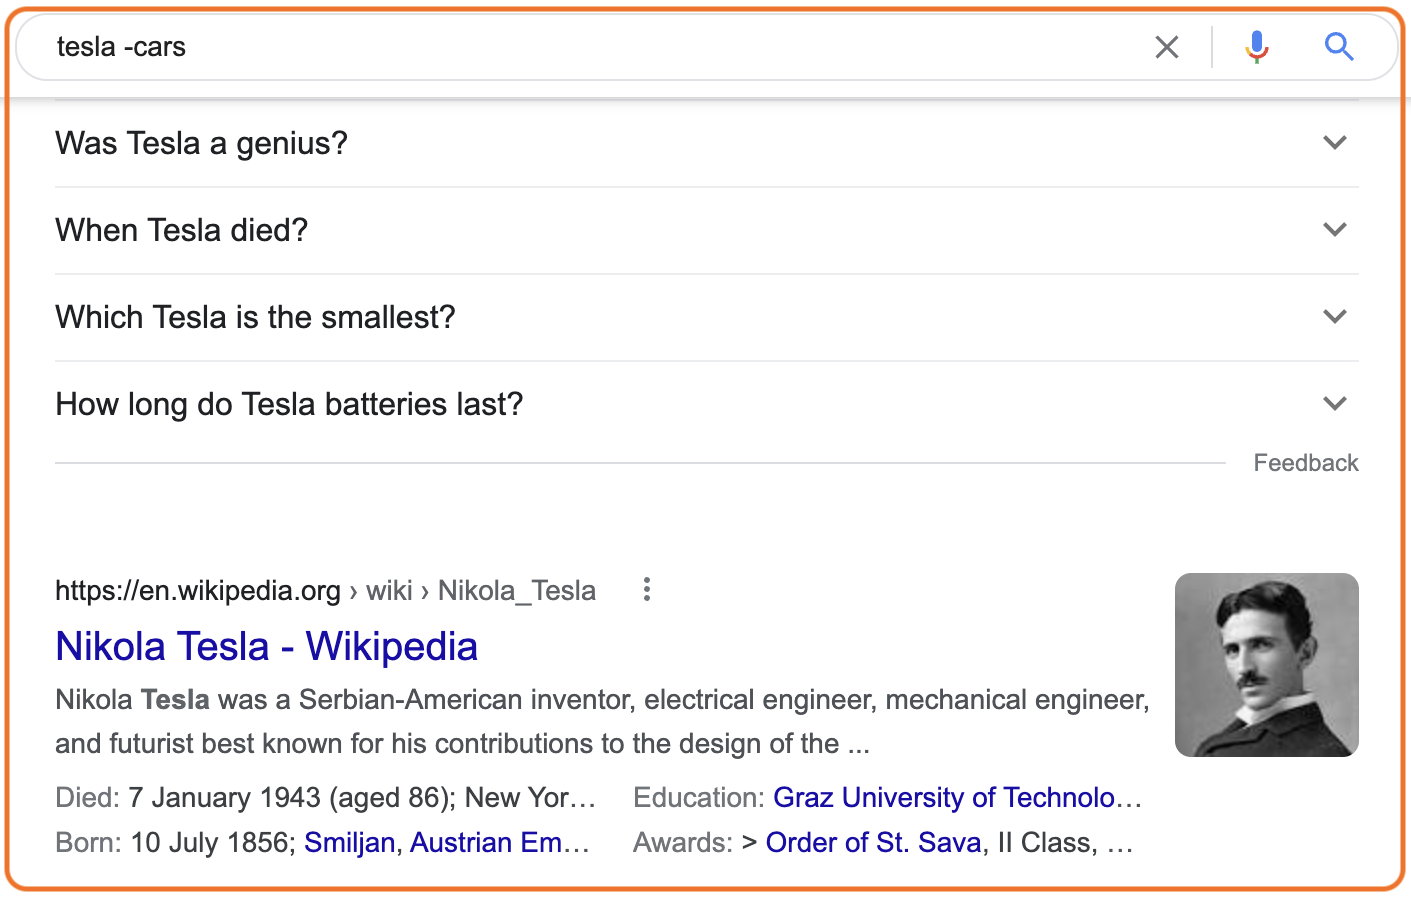 tesla -cars
Was Tesla a genius?
When Tesla died?
Which Tesla is the smallest?
How long do Tesla batteries last?
Feedback
https://en.wikipedia.org › wiki › Nikola_Tesla
Nikola Tesla - Wikipedia
Nikola Tesla was a Serbian-American inventor, electrical engineer, mechanical engineer,
and futurist best known for his contributions to the design of the ...
Died: 7 January 1943 (aged 86); New Yor... Education: Graz University of Technolo...
Born: 10 July 1856; Smiljan, Austrian Em... Awards: > Order of St. Sava, II Class, ...